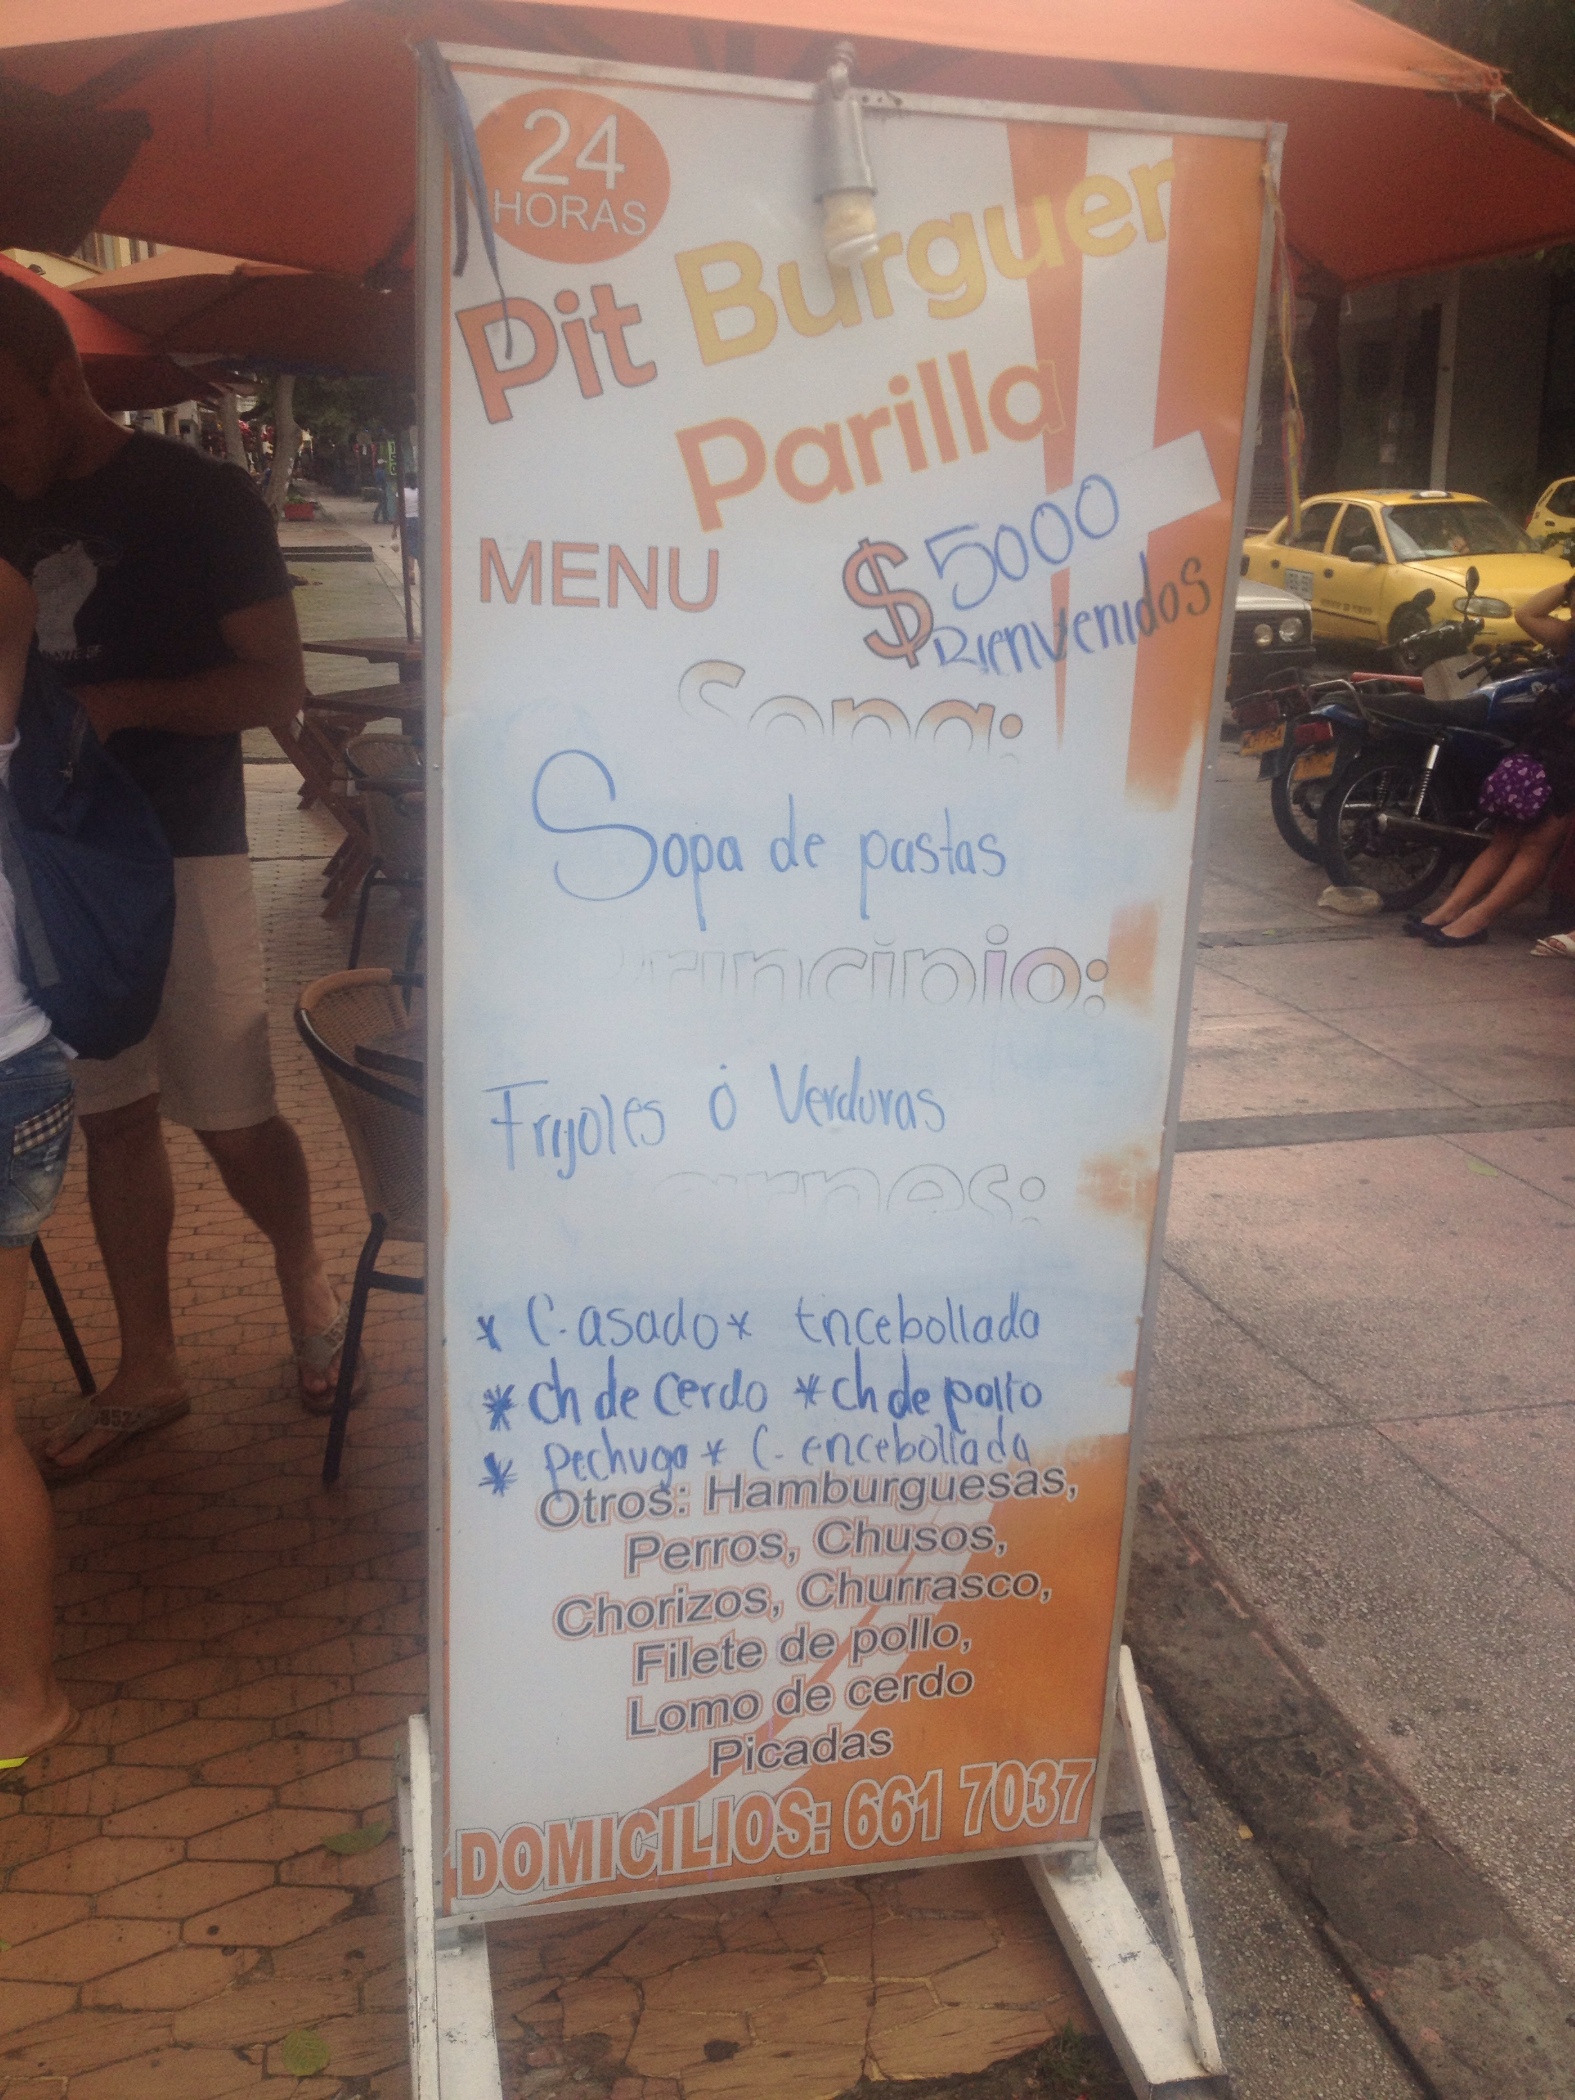 24
HORAS
Pit Burguer
Parilla
MENU
$ 5000
Bienvenidos
Sopa:
Sopa de pastas
Principio:
Frijoles ó Verduras
Carnes:
* C. asado * Encebollada
* ch de cerdo * ch de pollo
* Pechuga * C. encebollada
Otros: Hamburguesas,
Perros, Chusos,
Chorizos, Churrasco,
Filete de pollo,
Lomo de cerdo
Picadas
DOMICILIOS: 661 7037